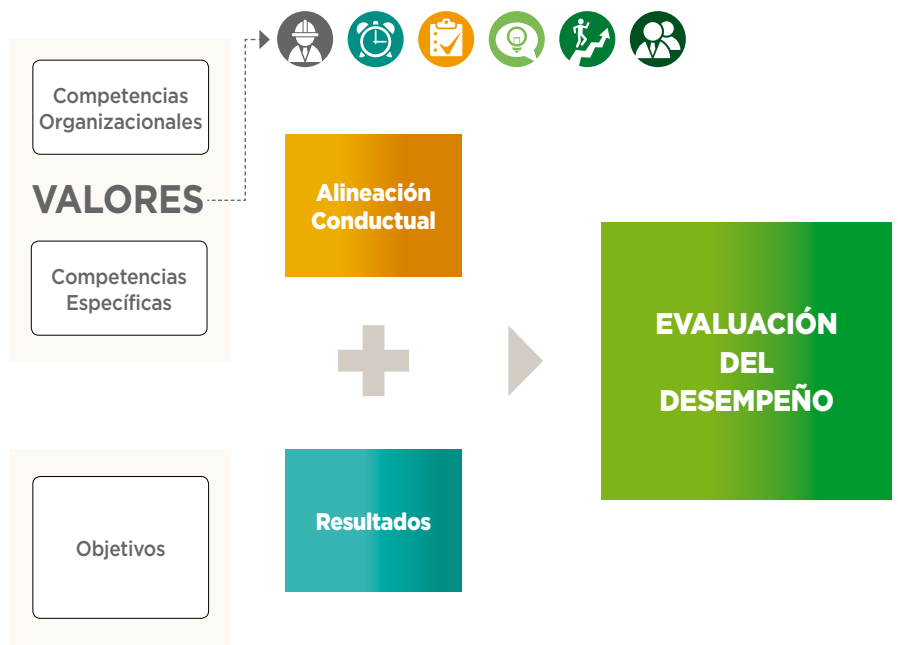 Competencias
Organizacionales
VALORES
Competencias
Específicas
Alineación
Conductual
Objetivos
Resultados
EVALUACIÓN
DEL
DESEMPEÑO